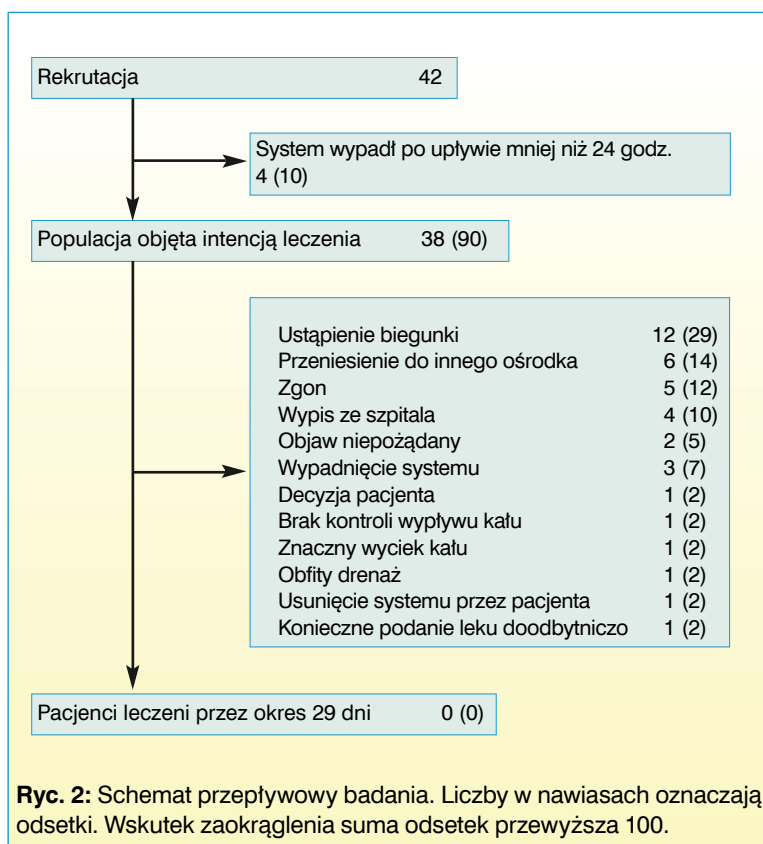 Rekrutacja 42
System wypadł po upływie mniej niż 24 godz.
4 (10)
Populacja objęta intencją leczenia 38 (90)
Ustąpienie biegunki 12 (29)
Przeniesienie do innego ośrodka 6 (14)
Zgon 5 (12)
Wypis ze szpitala 4 (10)
Objaw niepożądany 2 (5)
Wypadnięcie systemu 3 (7)
Decyzja pacjenta 1 (2)
Brak kontroli wypływu kału 1 (2)
Znaczny wyciek kału 1 (2)
Obfity drenaż 1 (2)
Usunięcie systemu przez pacjenta 1 (2)
Konieczne podanie leku doodbytniczo 1 (2)
Pacjenci leczeni przez okres 29 dni 0 (0)
Ryc. 2: Schemat przepływowy badania. Liczby w nawiasach oznaczają
odsetki. Wskutek zaokrąglenia suma odsetek przewyższa 100.